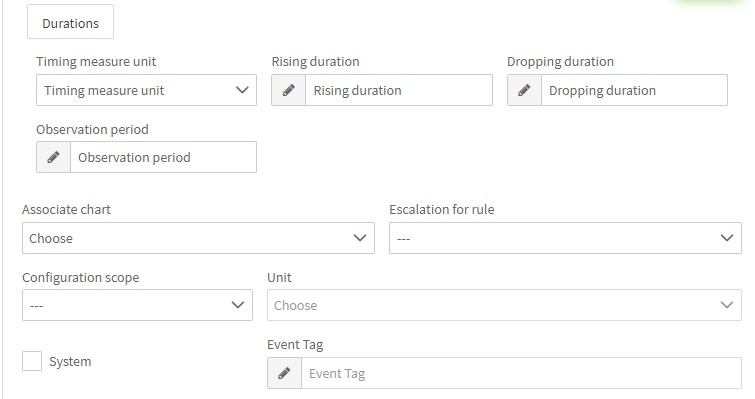 Durations
Timing measure unit Rising duration Dropping duration
Timing measure unit Rising duration Dropping duration
Observation period
Observation period
Associate chart Escalation for rule
Choose ---
Configuration scope Unit
--- Choose
Event Tag
System
Event Tag